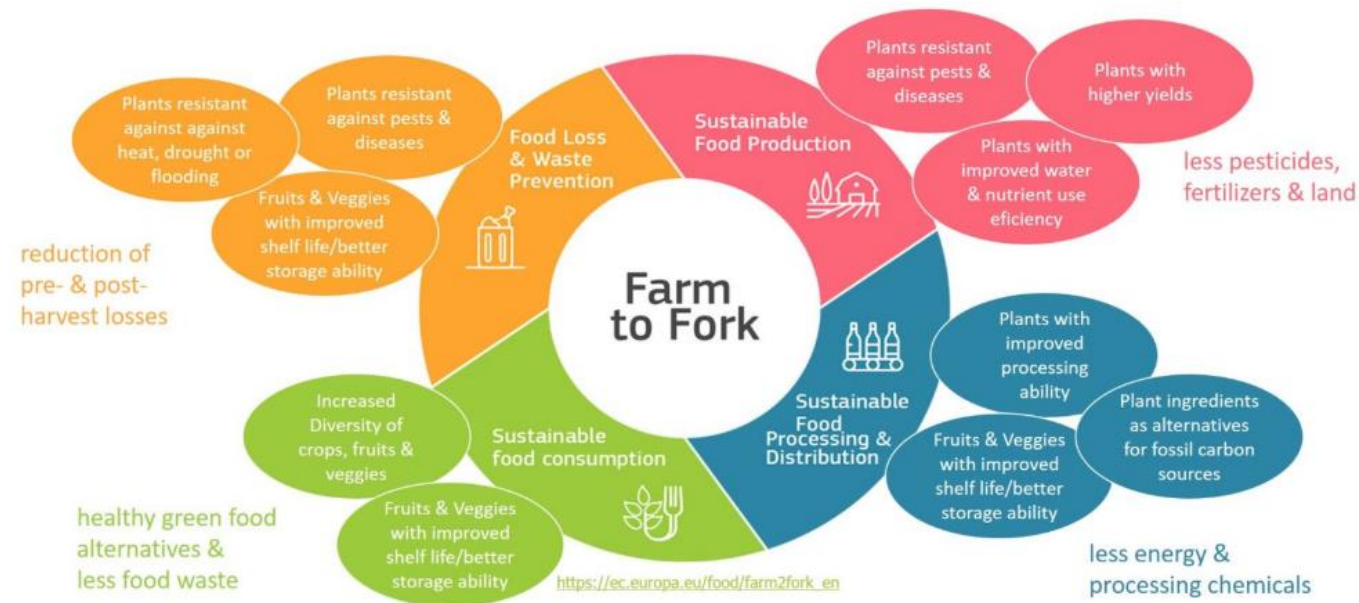 Plants resistant
against against
heat, drought or
flooding
Plants resistant
against pests &
diseases
Fruits & Veggies
with improved
shelf life/better
storage ability
reduction of
pre- & post-
harvest losses
Food Loss
& Waste
Prevention
Sustainable
Food Production
Plants resistant
against pests &
diseases
Plants with
higher yields
Plants with
improved water
& nutrient use
eficiency
less pesticides,
fertilizers & land
Farm
to Fork
Sustainable
Food
Processing &
Distribution
Plants with
improved
processing
ability
Plant ingredients
as alternatives
for fossil carbon
sources
Fruits & Veggies
with improved
shelf life/better
storage ability
less energy &
processing chemicals
Sustainable
food consumption
Increased
Diversity of
crops, fruits &
veggies
Fruits & Veggies
with improved
shelf life/better
storage ability
healthy green food
alternatives &
less food waste
https://ec.europa.eu/food/farm2fork_en